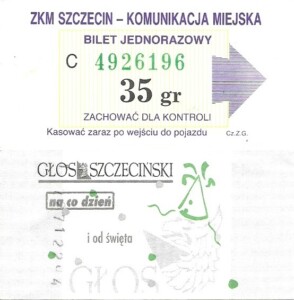 ZKM SZCZECIN – KOMUNIKACJA MIEJSKA
BILET JEDNORAZOWY
C 4926196
35 gr
ZACHOWAĆ DLA KONTROLI
Kasować zaraz po wejściu do pojazdu
Cz.Z.G.
GŁOS SZCZECIŃSKI
na co dzień
i od święta
GŁOS